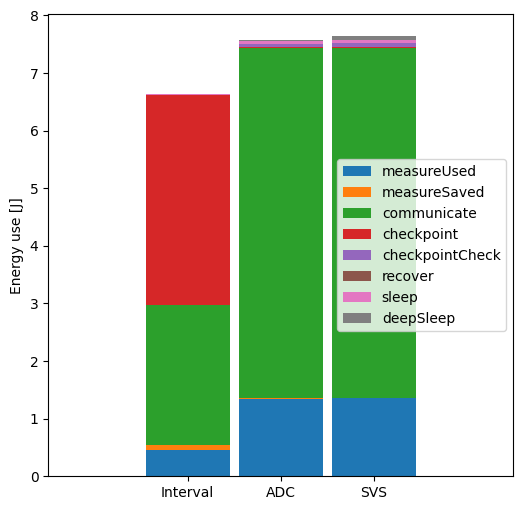 Energy use [J]
8
7
6
5
4
3
2
1
0
Interval
ADC
SVS
measureUsed
measureSaved
communicate
checkpoint
checkpointCheck
recover
sleep
deepSleep